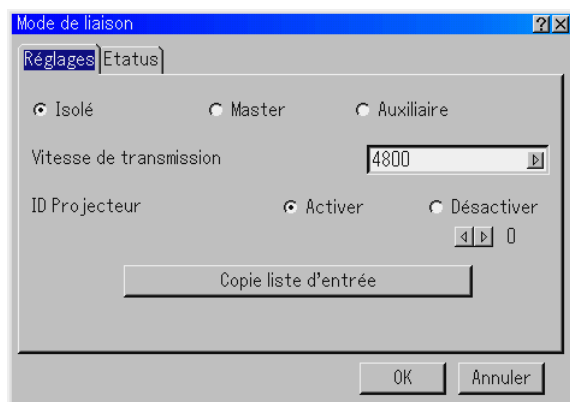 Mode de liaison
Réglages Etatus
Isolé Master Auxiliaire
Vitesse de transmission 4800
ID Projecteur Activer Désactiver
0
Copie liste d'entrée
OK Annuler